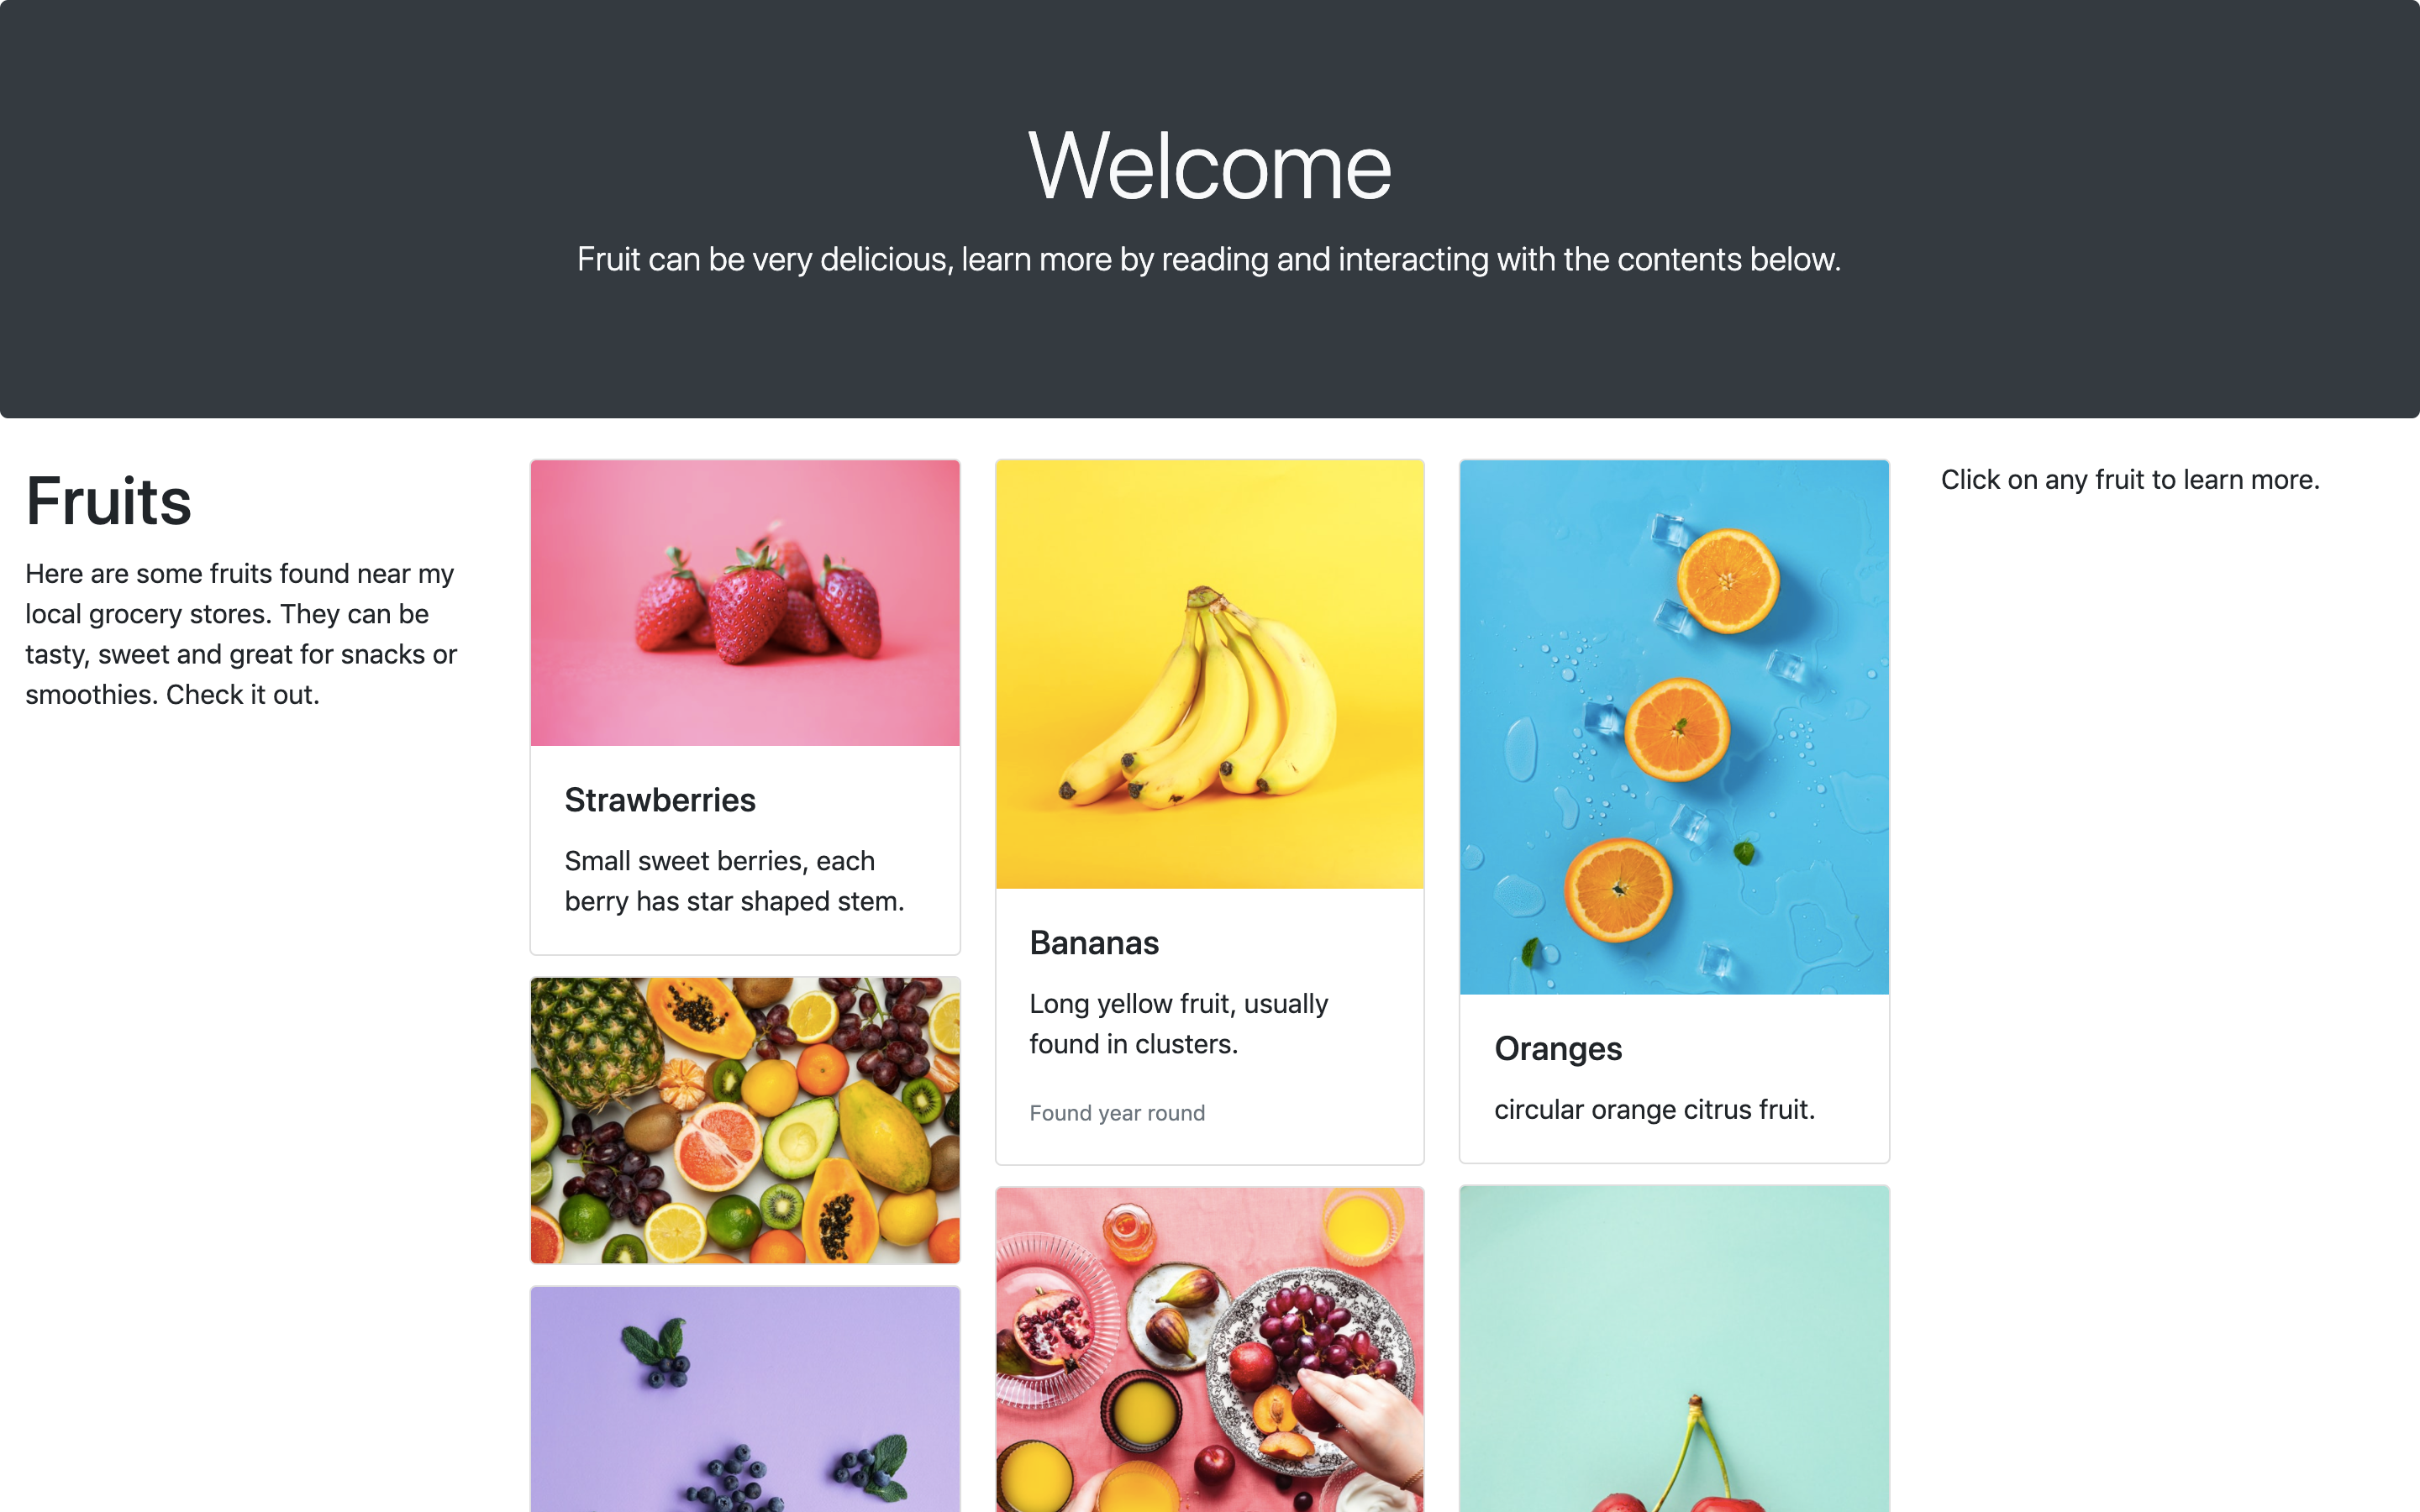 Welcome
Fruit can be very delicious, learn more by reading and interacting with the contents below.
Fruits
Here are some fruits found near my
local grocery stores. They can be
tasty, sweet and great for snacks or
smoothies. Check it out.
Strawberries
Small sweet berries, each
berry has star shaped stem.
Bananas
Long yellow fruit, usually
found in clusters.
Found year round
Oranges
circular orange citrus fruit.
Click on any fruit to learn more.